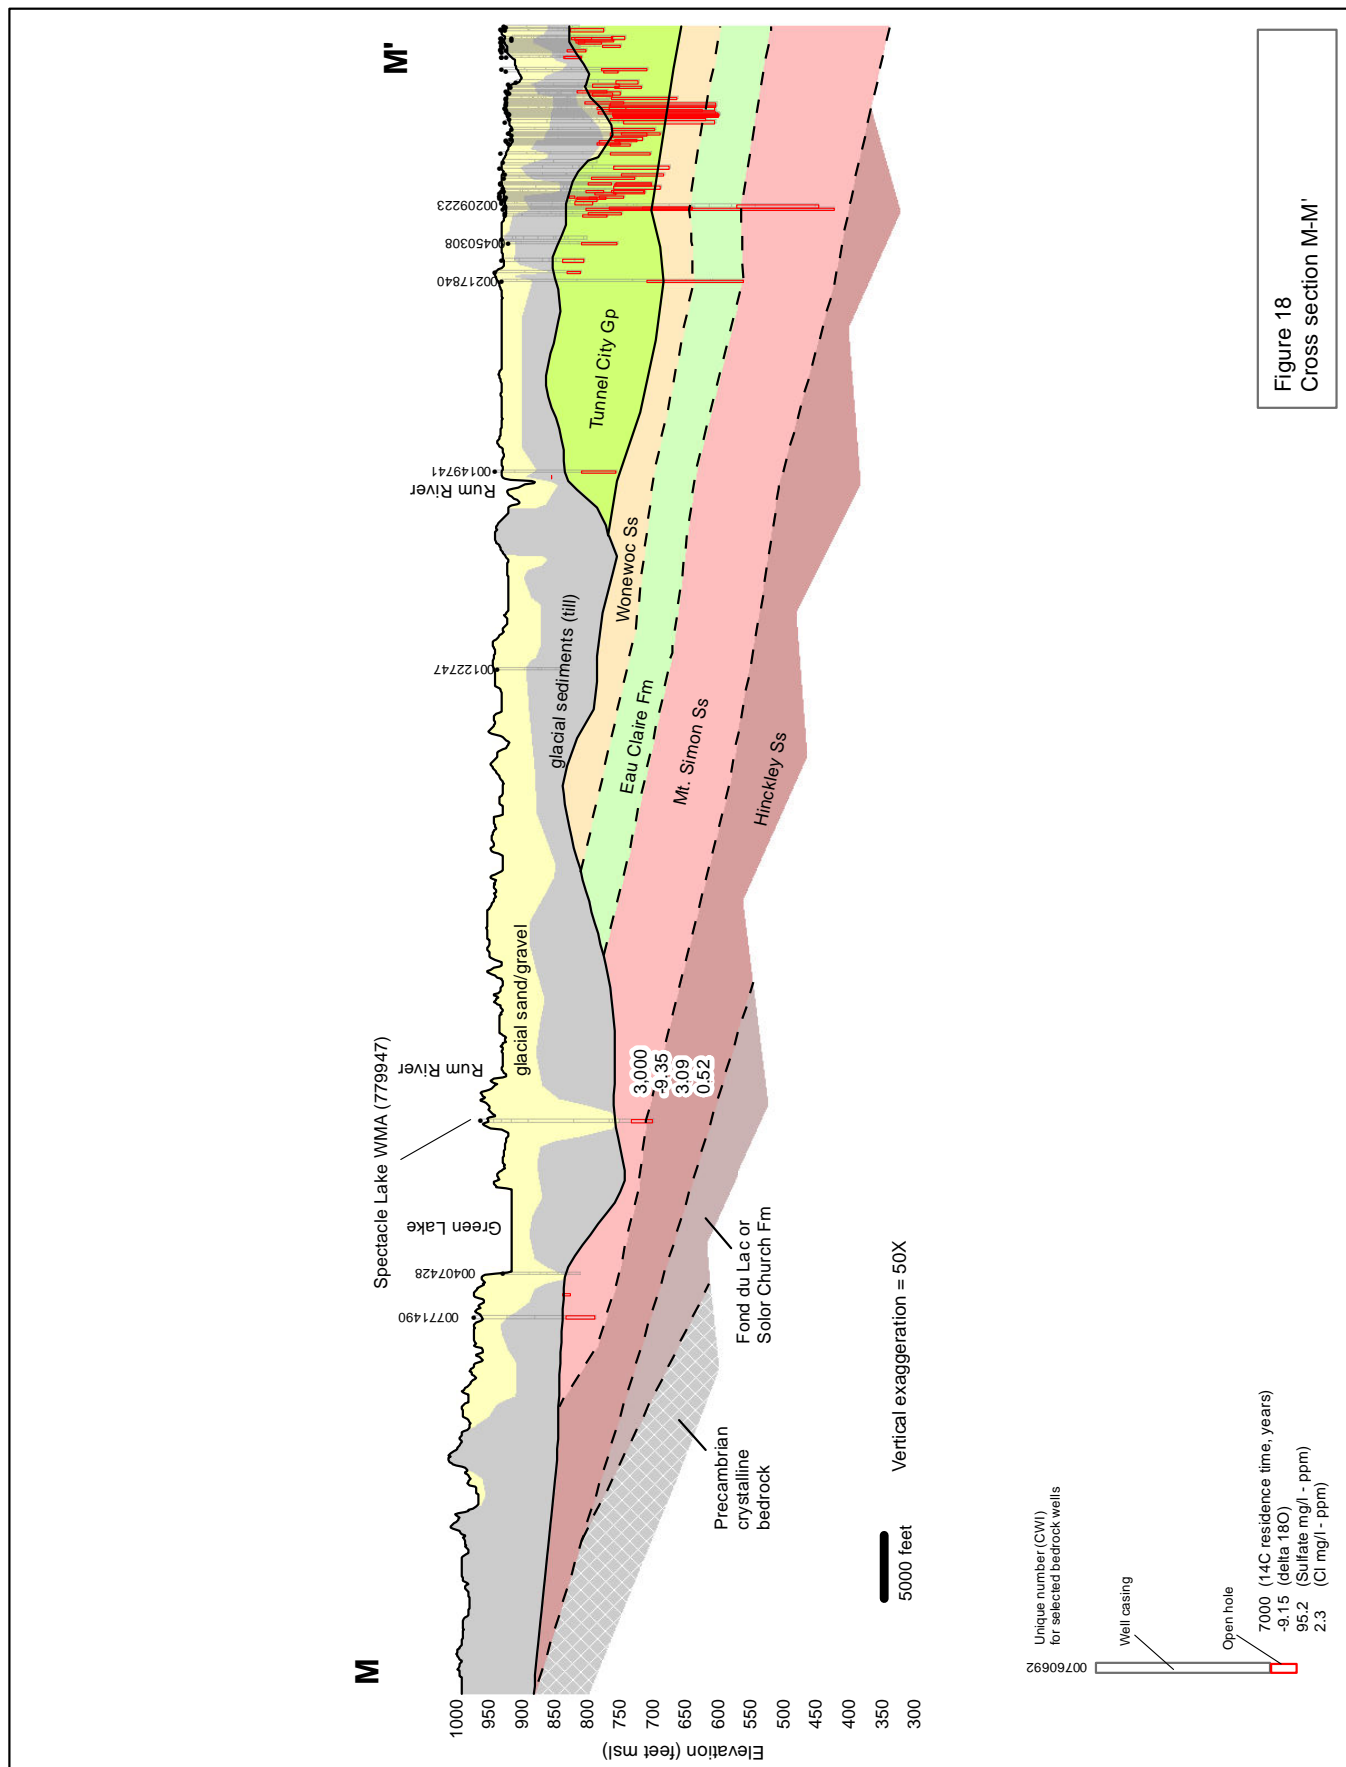 M
M'
Spectacle Lake WMA (779947)
Rum River
Green Lake
Rum River
00771490
00407428
00122747
00149741
00217840
00450308
00209223
glacial sand/gravel
glacial sediments (till)
Tunnel City Gp
Wonewoc Ss
Eau Claire Fm
Mt. Simon Ss
Hinckley Ss
3,000
-9.35
3.09
0.52
Fond du Lac or
Solor Church Fm
Precambrian
crystalline
bedrock
Elevation (feet msl)
1000
950
900
850
800
750
700
650
600
550
500
450
400
350
300
5000 feet
Vertical exaggeration = 50X
Unique number (CWI)
for selected bedrock wells
00760692
Well casing
Open hole
7000 (14C residence time, years)
-9.15 (delta 18O)
95.2 (Sulfate mg/l - ppm)
2.3 (Cl mg/l - ppm)
Figure 18
Cross section M-M'